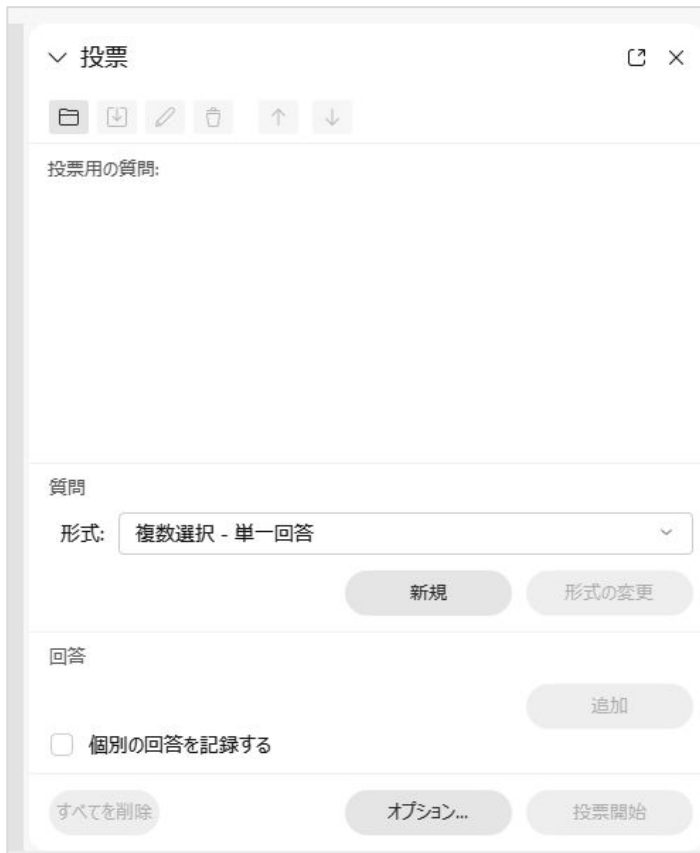 投票
投票用の質問:
質問
形式: 複数選択 - 単一回答
新規 形式の変更
回答
追加
個別の回答を記録する
すべてを削除 オプション... 投票開始